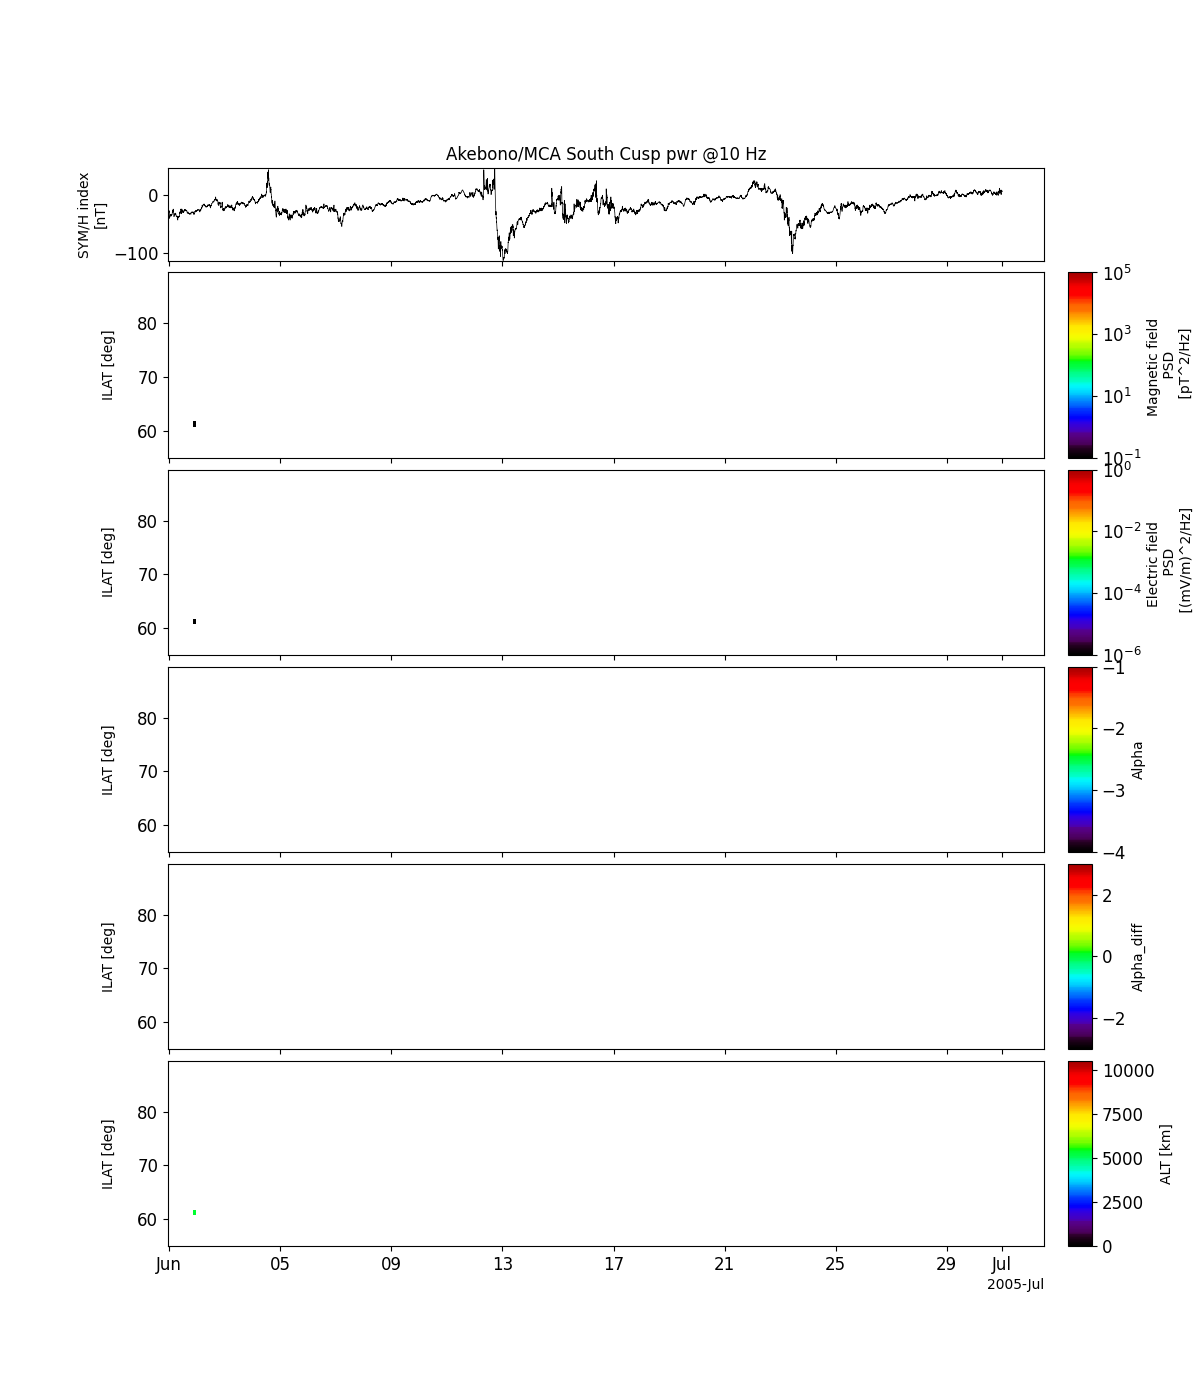 Akebono/MCA South Cusp pwr @10 Hz
SYM/H index
[nT]
0
−100
ILAT [deg]
80
70
60
10^5
10^3
10^1
10^−1
Magnetic field
PSD
[pT^2/Hz]
ILAT [deg]
80
70
60
10^0
10^−2
10^−4
10^−6
Electric field
PSD
[(mV/m)^2/Hz]
ILAT [deg]
80
70
60
−1
−2
−3
−4
Alpha
ILAT [deg]
80
70
60
2
0
−2
Alpha_diff
ILAT [deg]
80
70
60
10000
7500
5000
2500
0
ALT [km]
Jun 05 09 13 17 21 25 29 Jul
2005-Jul